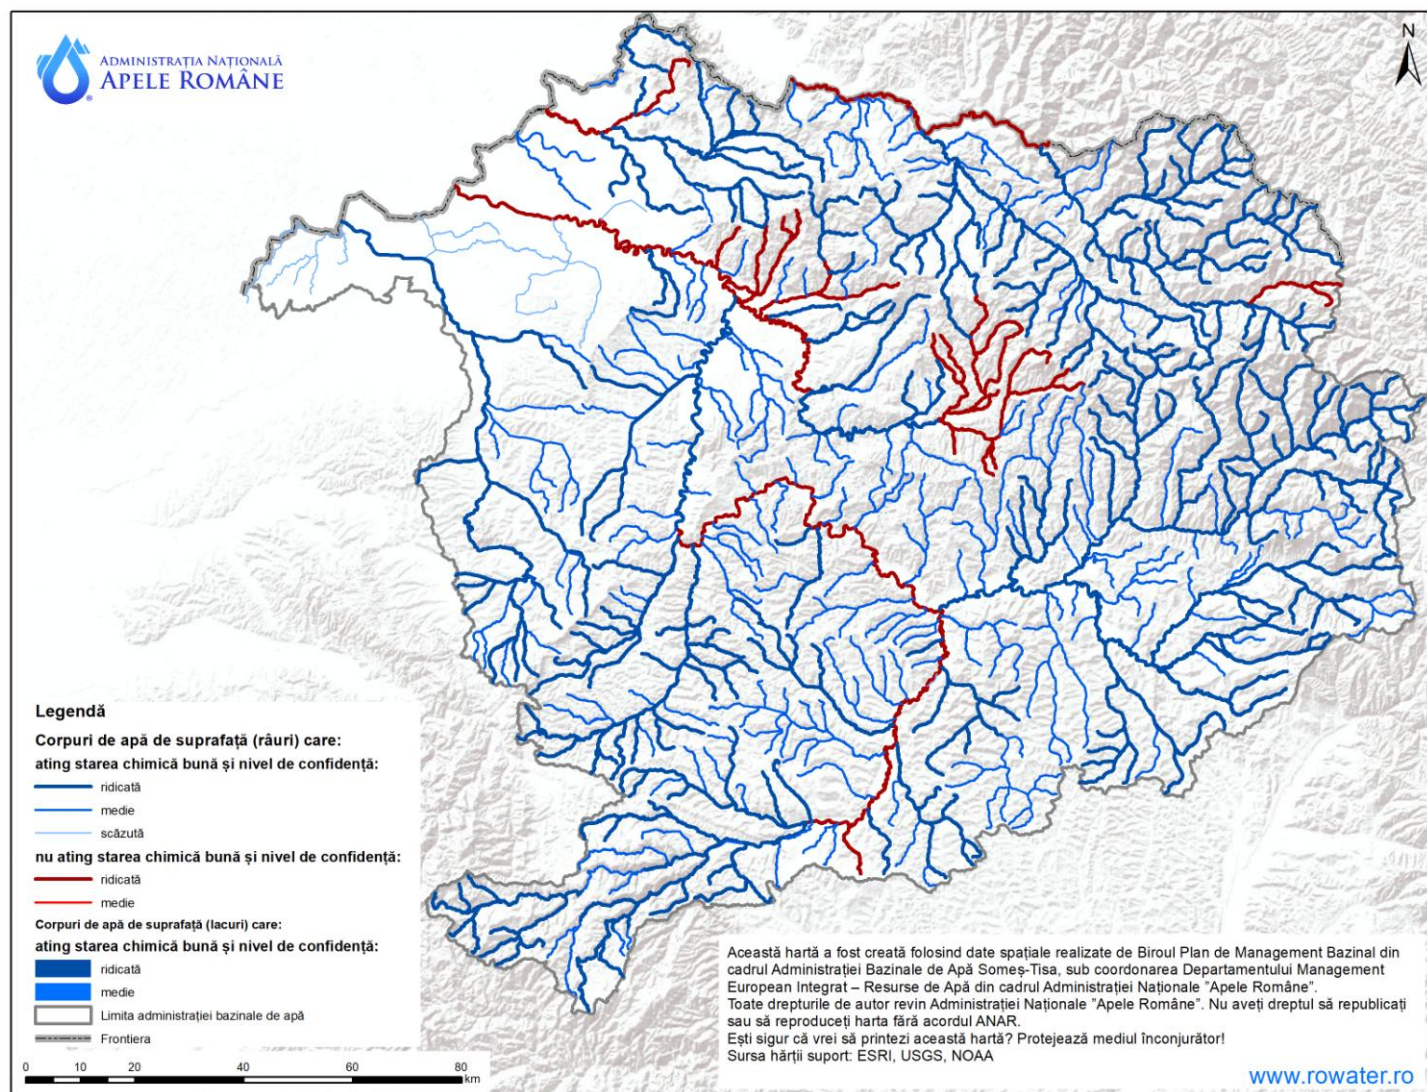 ADMINISTRAȚIA NAȚIONALĂ
APELE ROMÂNE
®
N
Legendă
Corpuri de apă de suprafață (râuri) care:
ating starea chimică bună și nivel de confidență:
ridicată
medie
scăzută
nu ating starea chimică bună și nivel de confidență:
ridicată
medie
Corpuri de apă de suprafață (lacuri) care:
ating starea chimică bună și nivel de confidență:
ridicată
medie
Limita administrației bazinale de apă
Frontiera
0 10 20 40 60 80
km
Această hartă a fost creată folosind date spațiale realizate de Biroul Plan de Management Bazinal din
cadrul Administrației Bazinale de Apă Someș-Tisa, sub coordonarea Departamentului Management
European Integrat – Resurse de Apă din cadrul Administrației Naționale "Apele Române".
Toate drepturile de autor revin Administrației Naționale "Apele Române". Nu aveți dreptul să republicați
sau să reproduceți harta fără acordul ANAR.
Ești sigur că vrei să printezi această hartă? Protejează mediul înconjurător!
Sursa hărții suport: ESRI, USGS, NOAA
www.rowater.ro